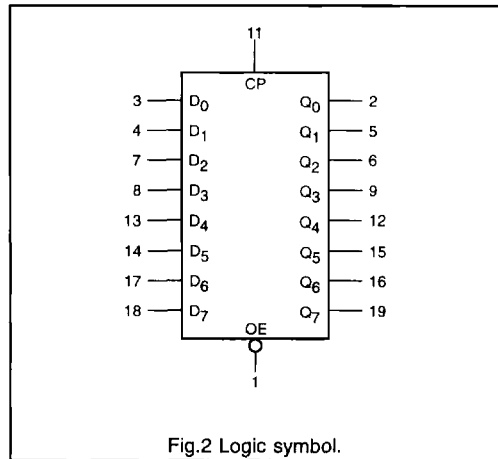 11
CP
3 D0 Q0 2
4 D1 Q1 5
7 D2 Q2 6
8 D3 Q3 9
13 D4 Q4 12
14 D5 Q5 15
17 D6 Q6 16
18 D7 Q7 19
OE
1
Fig.2 Logic symbol.